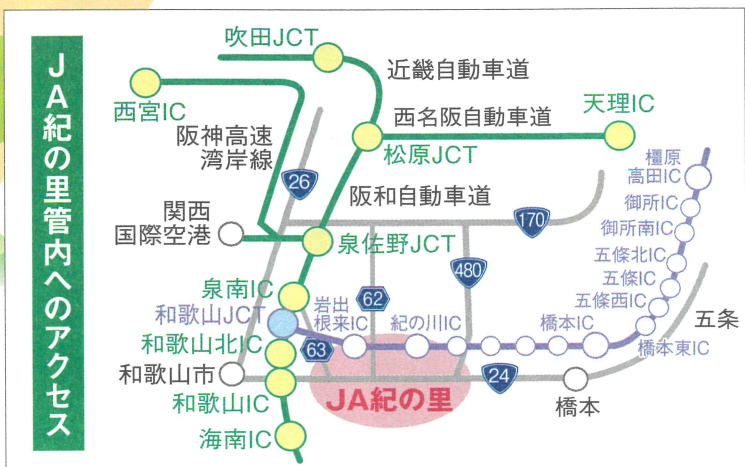 JA紀の里管内へのアクセス
吹田JCT
近畿自動車道
西宮IC
西名阪自動車道
天理IC
阪神高速
湾岸線
松原JCT
橿原
高田IC
26
阪和自動車道
御所IC
関西
国際空港
170
御所南IC
泉佐野JCT
五條北IC
480
五條IC
泉南IC
62
五條西IC
和歌山JCT
岩出
根来IC
紀の川IC
橋本IC
五条
和歌山北IC
63
橋本東IC
和歌山市
24
和歌山IC
JA紀の里
橋本
海南IC